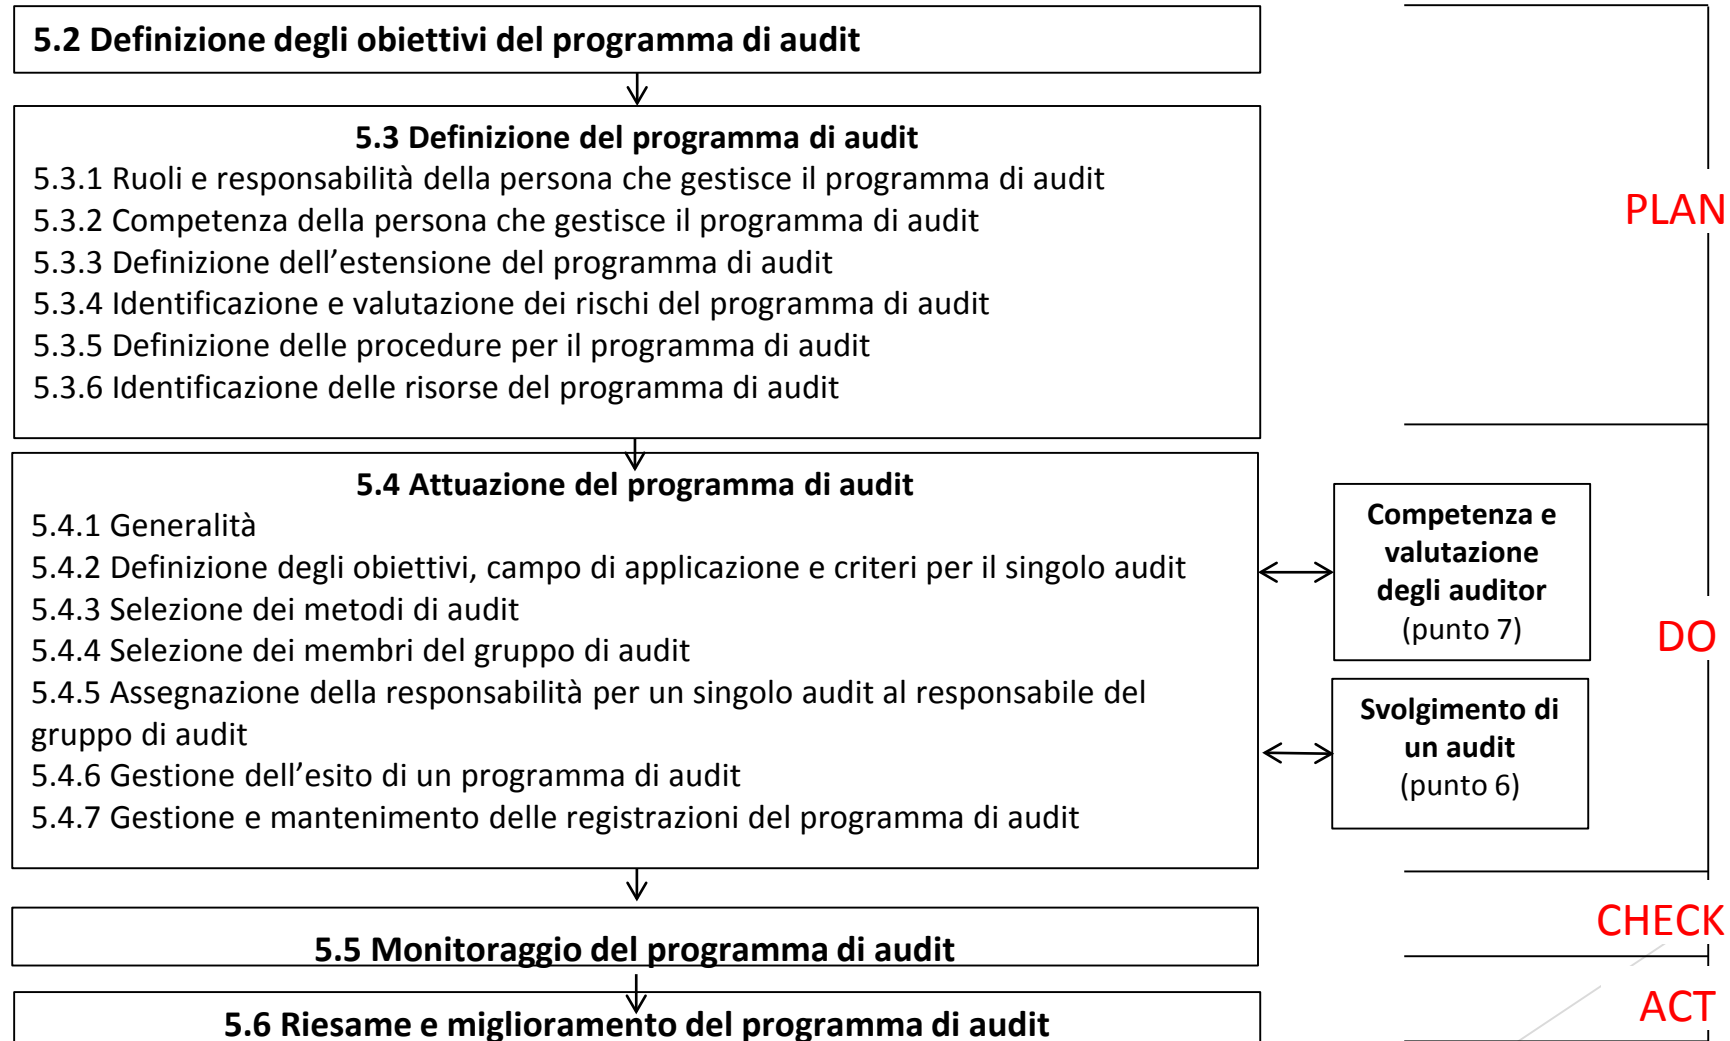 5.2 Definizione degli obiettivi del programma di audit
5.3 Definizione del programma di audit
5.3.1 Ruoli e responsabilità della persona che gestisce il programma di audit
5.3.2 Competenza della persona che gestisce il programma di audit
5.3.3 Definizione dell’estensione del programma di audit
5.3.4 Identificazione e valutazione dei rischi del programma di audit
5.3.5 Definizione delle procedure per il programma di audit
5.3.6 Identificazione delle risorse del programma di audit
PLAN
5.4 Attuazione del programma di audit
5.4.1 Generalità
5.4.2 Definizione degli obiettivi, campo di applicazione e criteri per il singolo audit
5.4.3 Selezione dei metodi di audit
5.4.4 Selezione dei membri del gruppo di audit
5.4.5 Assegnazione della responsabilità per un singolo audit al responsabile del
gruppo di audit
5.4.6 Gestione dell’esito di un programma di audit
5.4.7 Gestione e mantenimento delle registrazioni del programma di audit
Competenza e
valutazione
degli auditor
(punto 7)
Svolgimento di
un audit
(punto 6)
DO
5.5 Monitoraggio del programma di audit
CHECK
5.6 Riesame e miglioramento del programma di audit
ACT